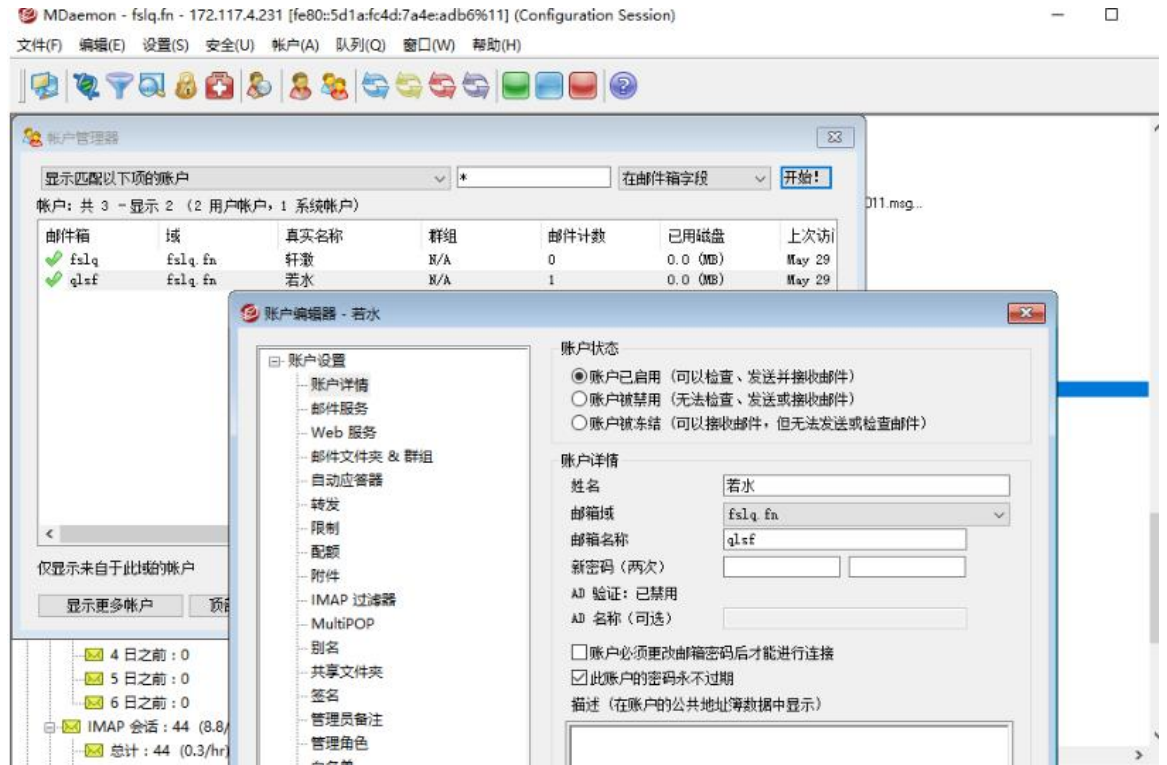 MDaemon - fslq.fn - 172.117.4.231 [fe80::5d1a:fc4d:7a4e:adb6%11] (Configuration Session)
文件(F) 编辑(E) 设置(S) 安全(U) 帐户(A) 队列(Q) 窗口(W) 帮助(H)
帐户管理器
显示匹配以下项的账户 * 在邮件箱字段 开始!
帐户: 共 3 -显示 2 (2 用户帐户, 1 系统帐户)
011.msg...
邮件箱 域 真实名称 群组 邮件计数 已用磁盘 上次访
fslq fslq.fn 轩澈 N/A 0 0.0 (MB) May 29
qlsf fslq.fn 若水 N/A 1 0.0 (MB) May 29
账户编辑器 - 若水
账户设置
账户详情
邮件服务
Web 服务
邮件文件夹 & 群组
自动应答器
转发
限制
配额
附件
IMAP 过滤器
MultiPOP
别名
共享文件夹
签名
管理员备注
管理角色
白名单
账户状态
账户已启用 (可以检查、发送并接收邮件)
账户被禁用 (无法检查、发送或接收邮件)
账户被冻结 (可以接收邮件,但无法发送或检查邮件)
账户详情
姓名 若水
邮箱域 fslq.fn
邮箱名称 qlsf
新密码 (两次)
AD 验证: 已禁用
AD 名称 (可选)
账户必须更改邮箱密码后才能进行连接
此账户的密码永不过期
描述 (在账户的公共地址簿数据中显示)
仅显示来自于此域的帐户
显示更多帐户
4 日之前 : 0
5 日之前 : 0
6 日之前 : 0
IMAP 会话 : 44 (8.8/
总计 : 44 (0.3/hr)